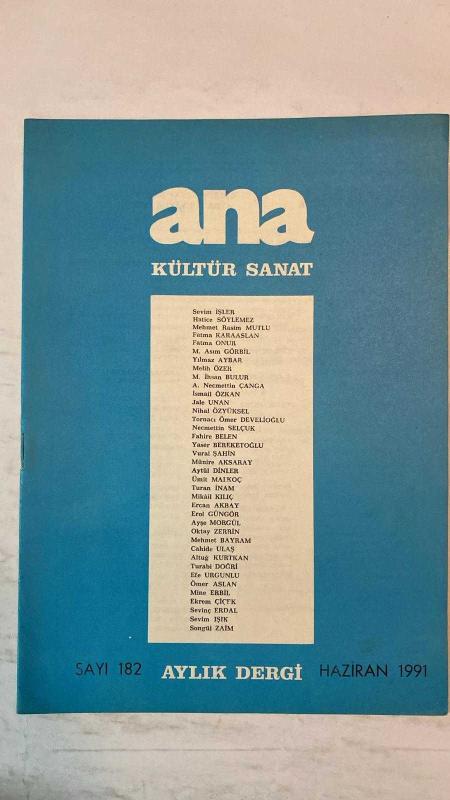 ana
KÜLTÜR SANAT
Sevim İŞLER
Hatice SÖYLEMEZ
Mehmet Rasim MUTLU
Fatma KARAASLAN
Fatma ONUR
M. Asım GÖRBİL
Yılmaz AYBAR
Melih ÖZER
M. İhsan BULUR
A. Necmettin ÇANGA
İsmail ÖZKAN
Jale UNAN
Nihal ÖZYÜKSEL
Tornacı Ömer DEVELİOĞLU
Necmettin SELÇUK
Fahire BELEN
Yaser BEREKETOĞLU
Vural ŞAHİN
Münire AKSARAY
Aytül DİNLER
Ümit MALKOÇ
Turan İNAM
Mikâil KILIÇ
Ercan AKBAY
Erol GÜNGÖR
Ayşe MORGÜL
Oktay ZERRİN
Mehmet BAYRAM
Cahide ULAŞ
Altuğ KURTKAN
Turabi DOĞRİ
Efe URGUNLU
Ömer ASLAN
Mine ERBİL
Ekrem ÇİÇEK
Sevinç ERDAL
Sevim IŞIK
Songül ZAİM
SAYI 182 AYLIK DERGİ HAZİRAN 1991